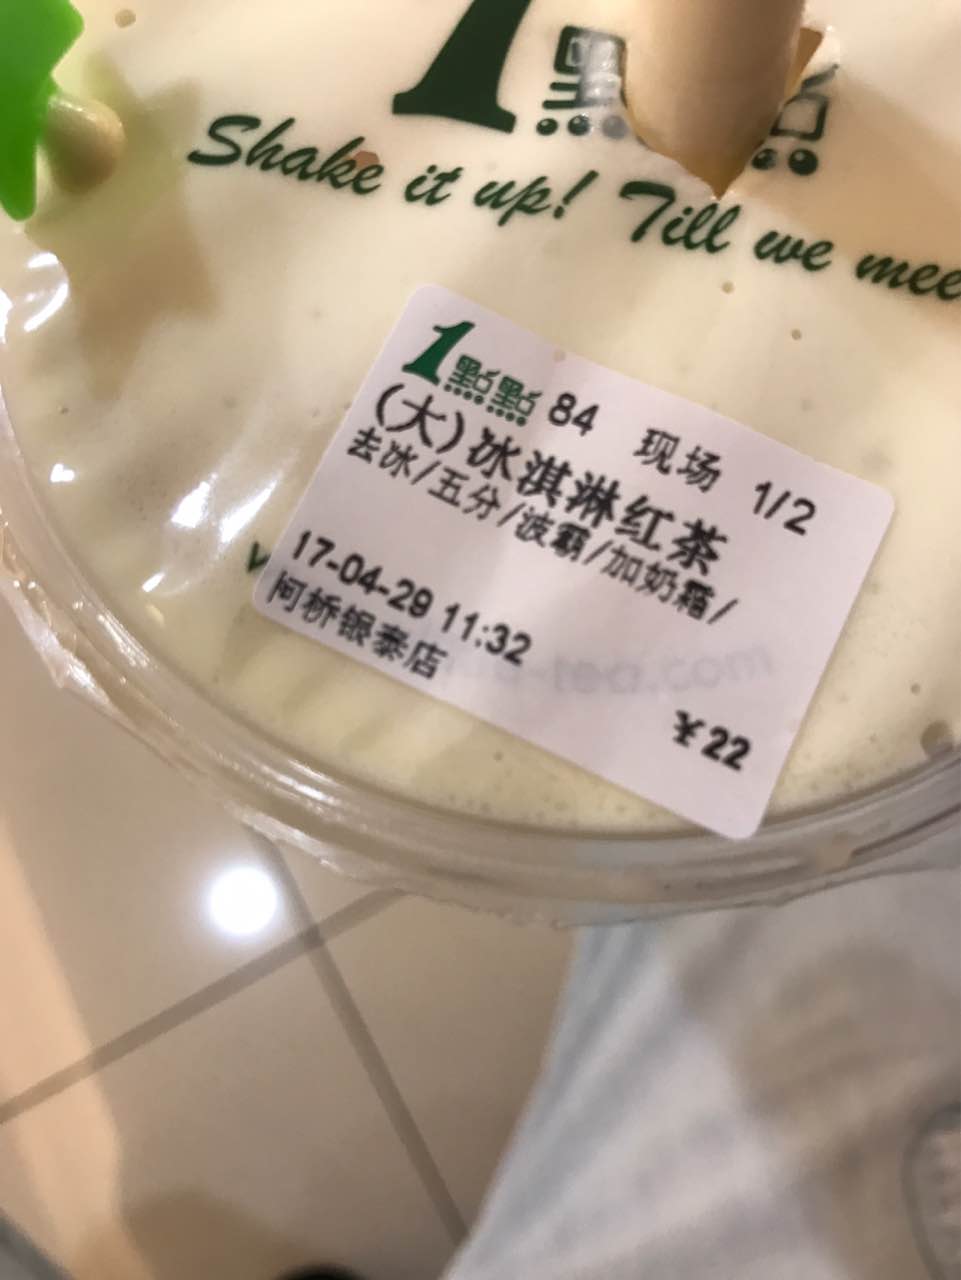 1點點
Shake it up! Till we mee
1點點 84 现场 1/2
(大)冰淇淋红茶
去冰/五分/波霸/加奶霜/
17-04-29 11:32
河桥银泰店
¥22